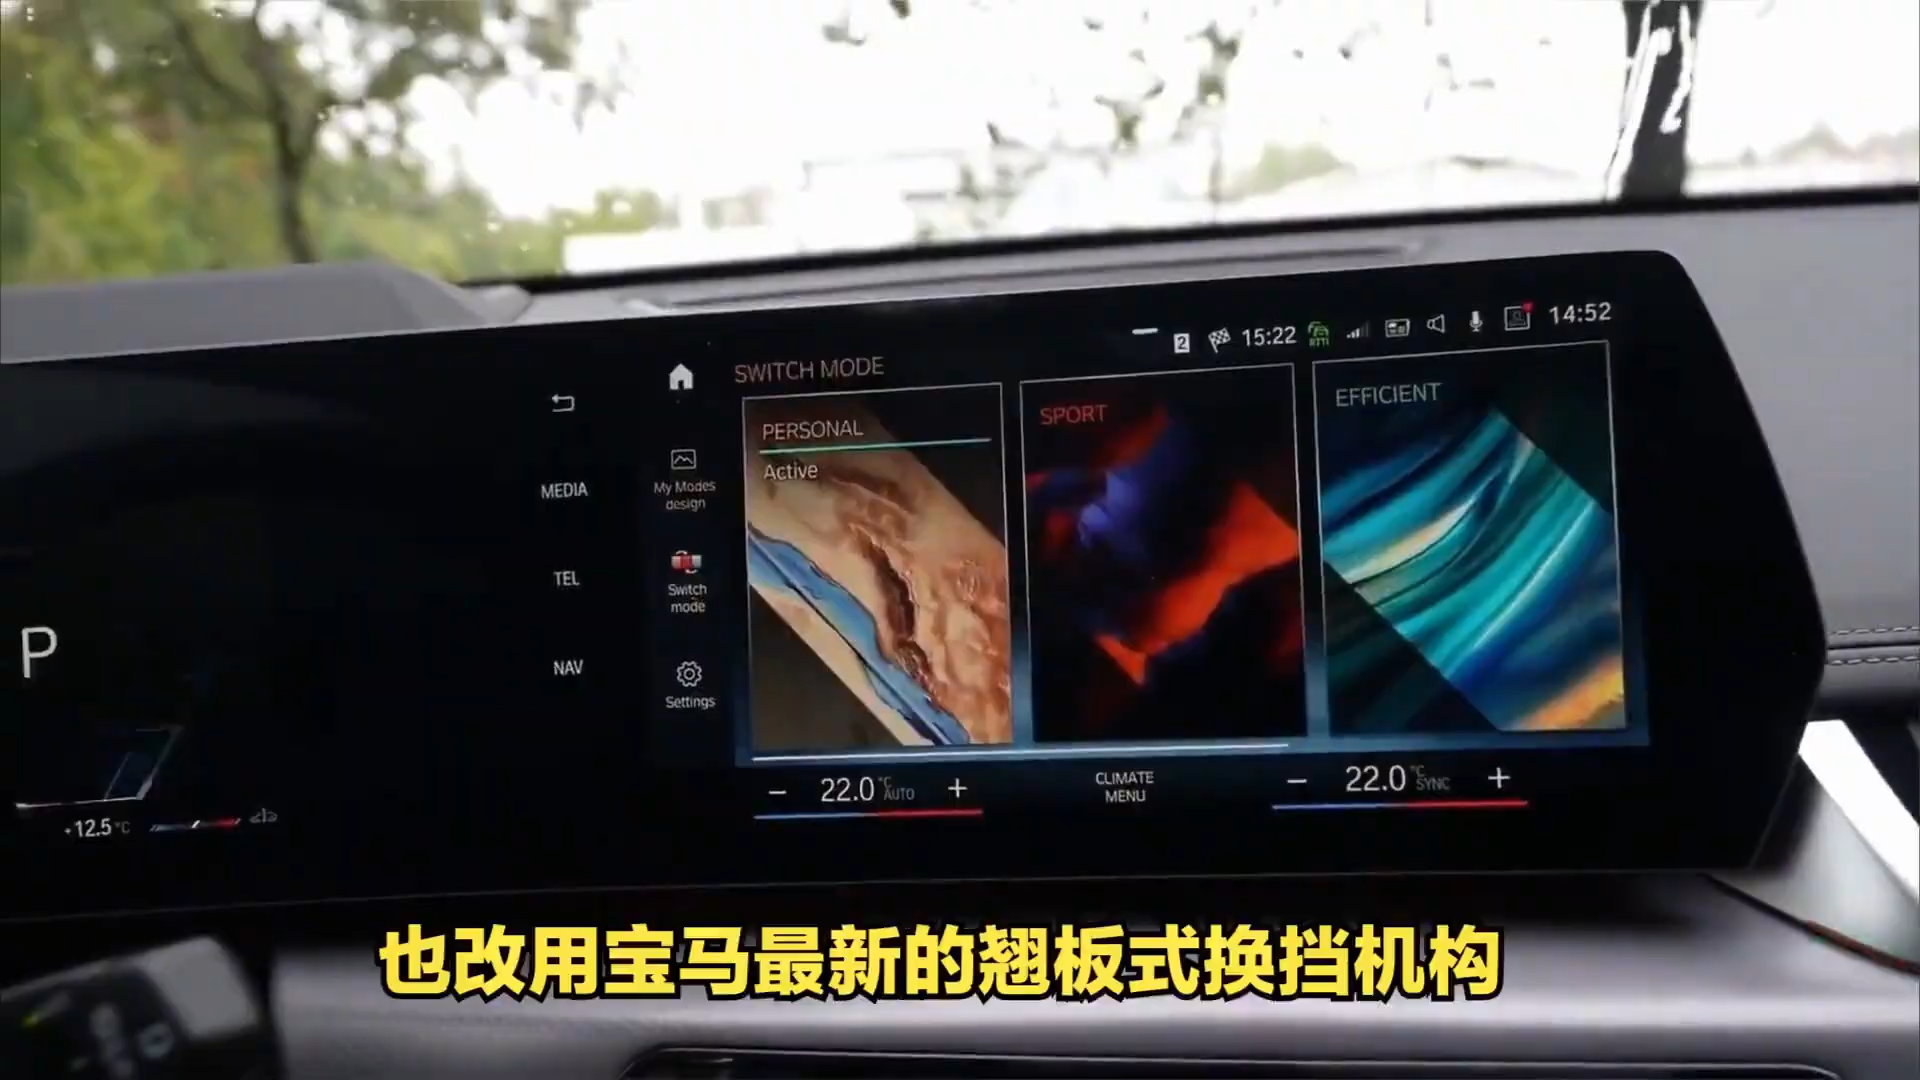 2 15:22 RTTI 14:52
SWITCH MODE
PERSONAL
Active
SPORT
EFFICIENT
MEDIA
TEL
NAV
My Modes
design
Switch
mode
Settings
P
+12.5°C
- 22.0 °C AUTO +
CLIMATE
MENU
- 22.0 °C SYNC +
也改用宝马最新的翘板式换挡机构